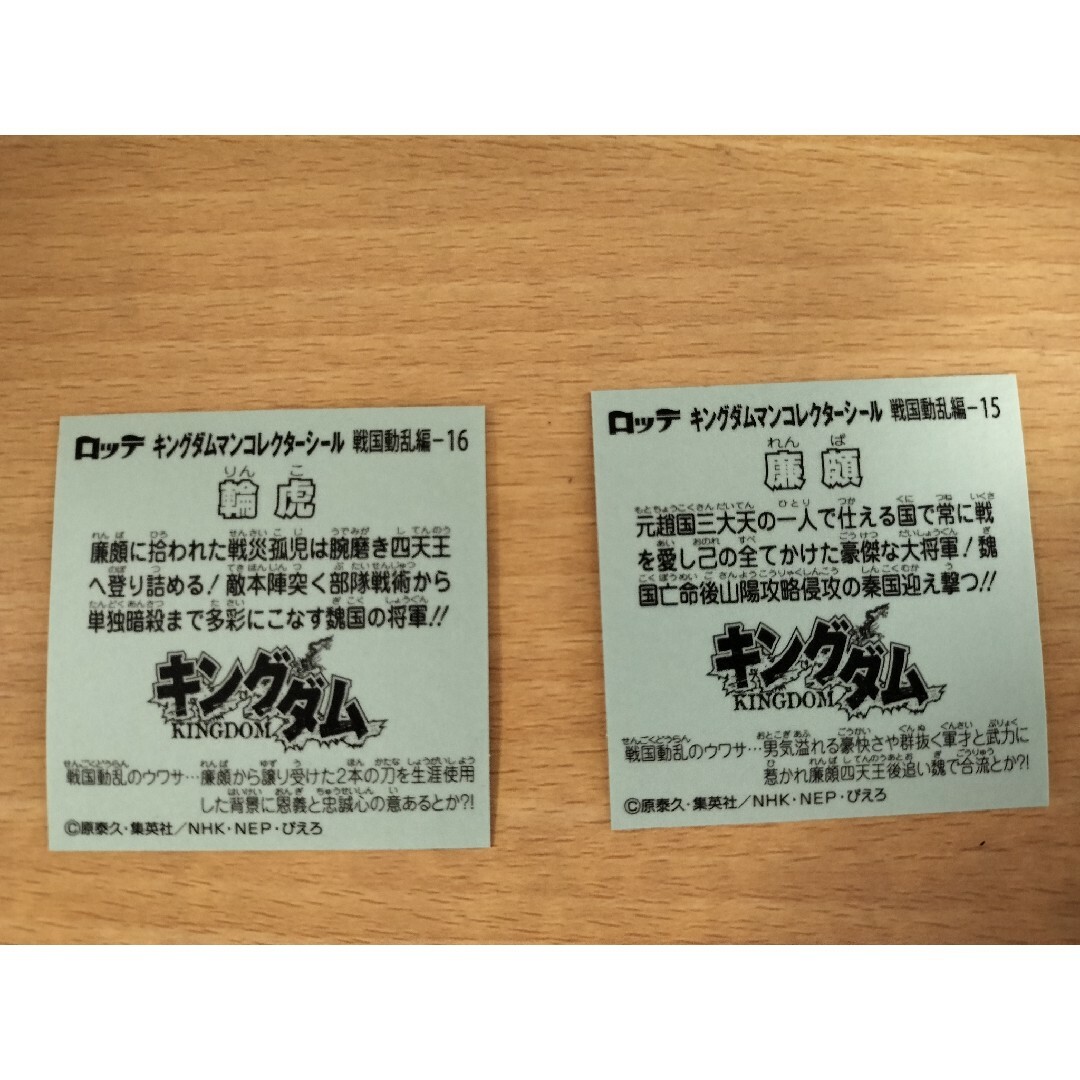 ロッテ キングダムマンコレクターシール 戦国動乱編-16
りんこ
輪虎
れんぱ ひろ せんさいこじ うでみが してんのう
廉頗に拾われた戦災孤児は腕磨き四天王
のぼ つ てきほんじんつ ぶたいせんじゅつ
へ登り詰める！敵本陣突く部隊戦術から
たんどくあんさつ たさい ぎこく しょうぐん
単独暗殺まで多彩にこなす魏国の将軍!!
キングダム
KINGDOM
せんごくどうらん れんぱ ゆず う ほん かたな しょうがいしよう
戦国動乱のウワサ…廉頗から譲り受けた2本の刀を生涯使用
はいけい おんぎ ちゅうせいしん い
した背景に恩義と忠誠心の意あるとか?!
©原泰久・集英社／NHK・NEP・ぴえろ
ロッテ キングダムマンコレクターシール 戦国動乱編-15
れんぱ
廉頗
もとちょうこくさんだいてん ひとり つか くに つね いくさ
元趙国三大天の一人で仕える国で常に戦
あい おのれ すべ ごうけつ だいしょうぐん ぎ
を愛し己の全てかけた豪傑な大将軍！魏
こくぼうめいごさんようこうりゃくしんこう しんこくむか う
国亡命後山陽攻略侵攻の秦国迎え撃つ!!
キングダム
KINGDOM
せんごくどうらん おとこぎあふ ごうかい ぐんぬ ぐんさい ぶりょく
戦国動乱のウワサ…男気溢れる豪快さや群抜く軍才と武力に
ひ れんぱしてんのうあとお ぎ ごうりゅう
惹かれ廉頗四天王後追い魏で合流とか?!
©原泰久・集英社／NHK・NEP・ぴえろ